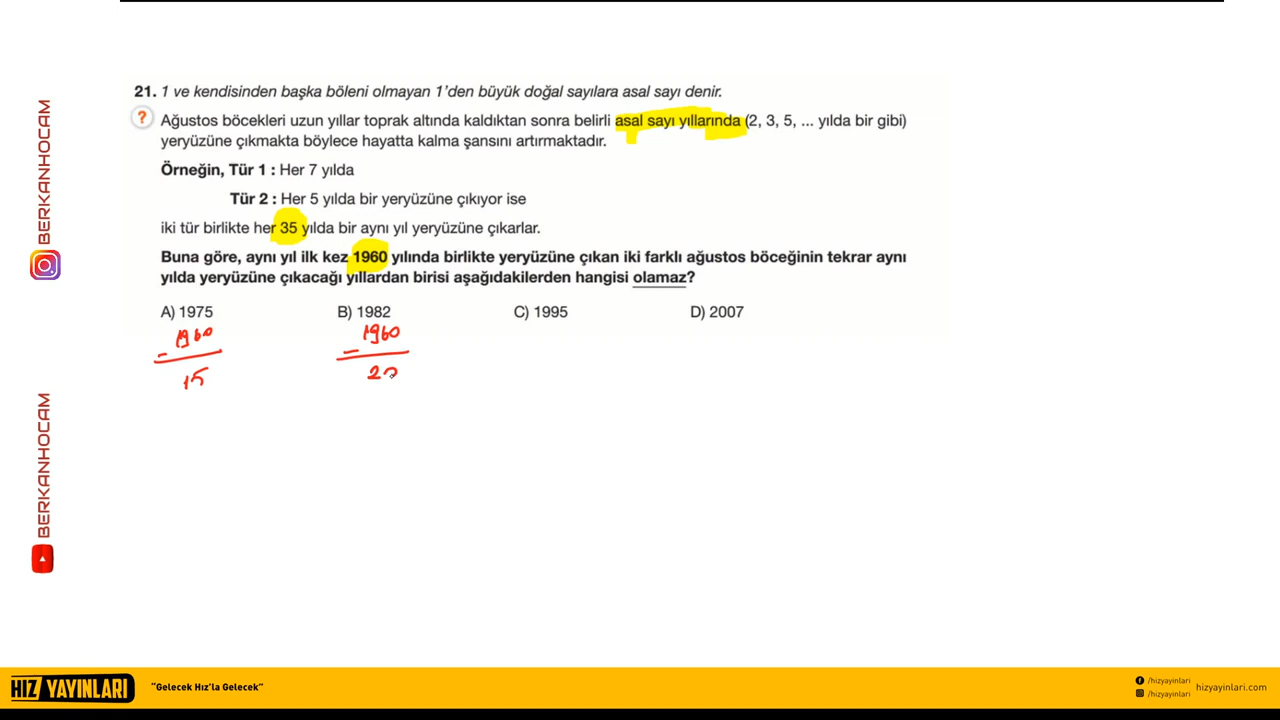 21. 1 ve kendisinden başka böleni olmayan 1'den büyük doğal sayılara asal sayı denir.
? Ağustos böcekleri uzun yıllar toprak altında kaldıktan sonra belirli asal sayı yıllarında (2, 3, 5, ... yılda bir gibi)
yeryüzüne çıkmakta böylece hayatta kalma şansını artırmaktadır.
Örneğin, Tür 1 : Her 7 yılda
Tür 2 : Her 5 yılda bir yeryüzüne çıkıyor ise
iki tür birlikte her 35 yılda bir aynı yıl yeryüzüne çıkarlar.
Buna göre, aynı yıl ilk kez 1960 yılında birlikte yeryüzüne çıkan iki farklı ağustos böceğinin tekrar aynı
yılda yeryüzüne çıkacağı yıllardan birisi aşağıdakilerden hangisi olamaz?
A) 1975 B) 1982 C) 1995 D) 2007
- 1960 - 1960
15
BERKANHOCAM
BERKANHOCAM
HIZ YAYINLARI
"Gelecek Hız'la Gelecek"
/hizyayinlari
/hizyayinlari
hizyayinlari.com